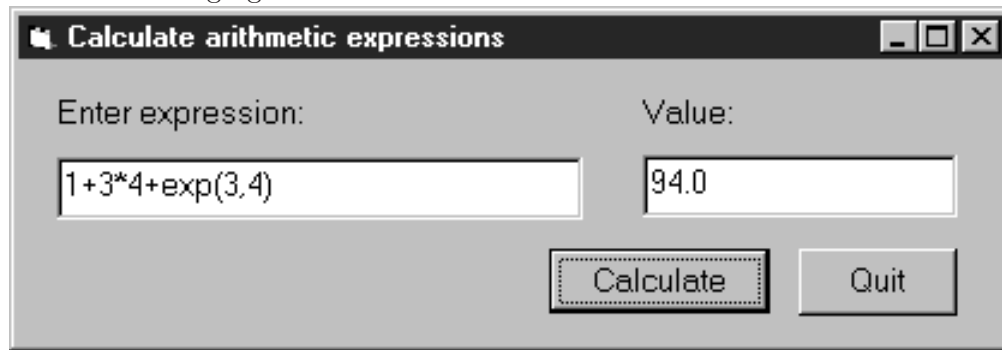 Calculate arithmetic expressions
Enter expression: Value:
1+3*4+exp(3,4) 94.0
Calculate Quit